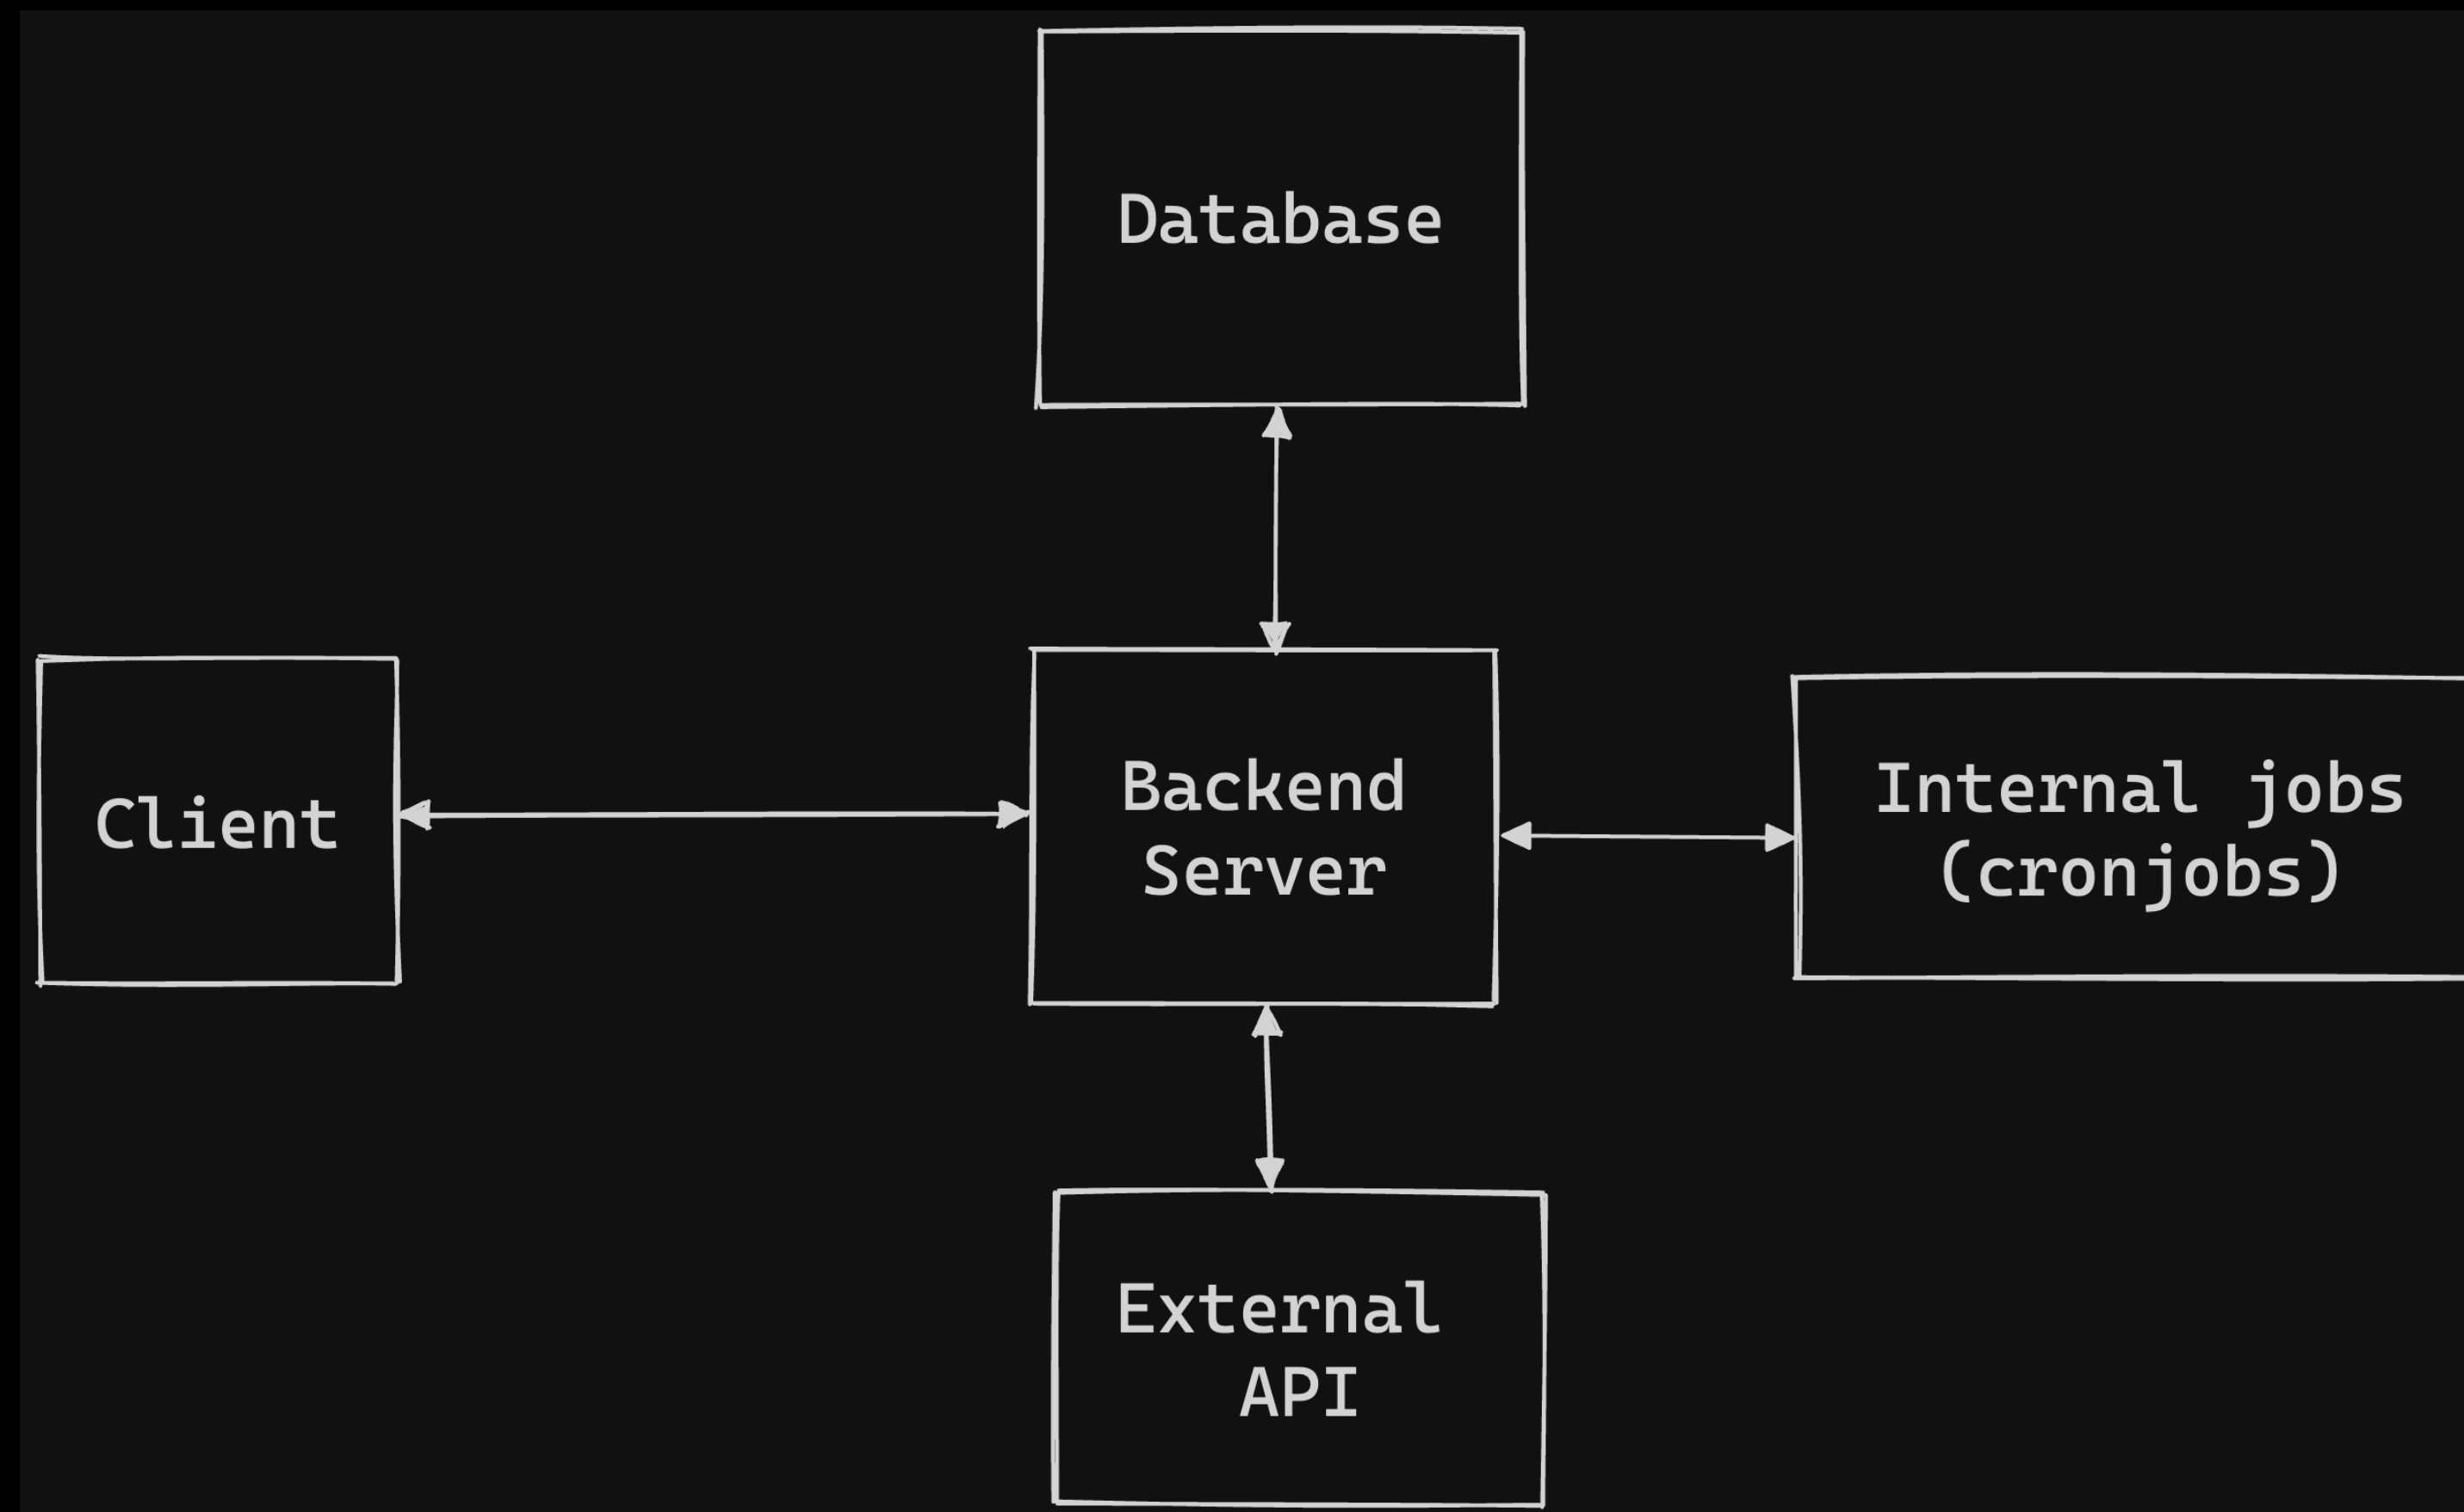 Database
Client
Backend
Server
Internal jobs
(cronjobs)
External
API